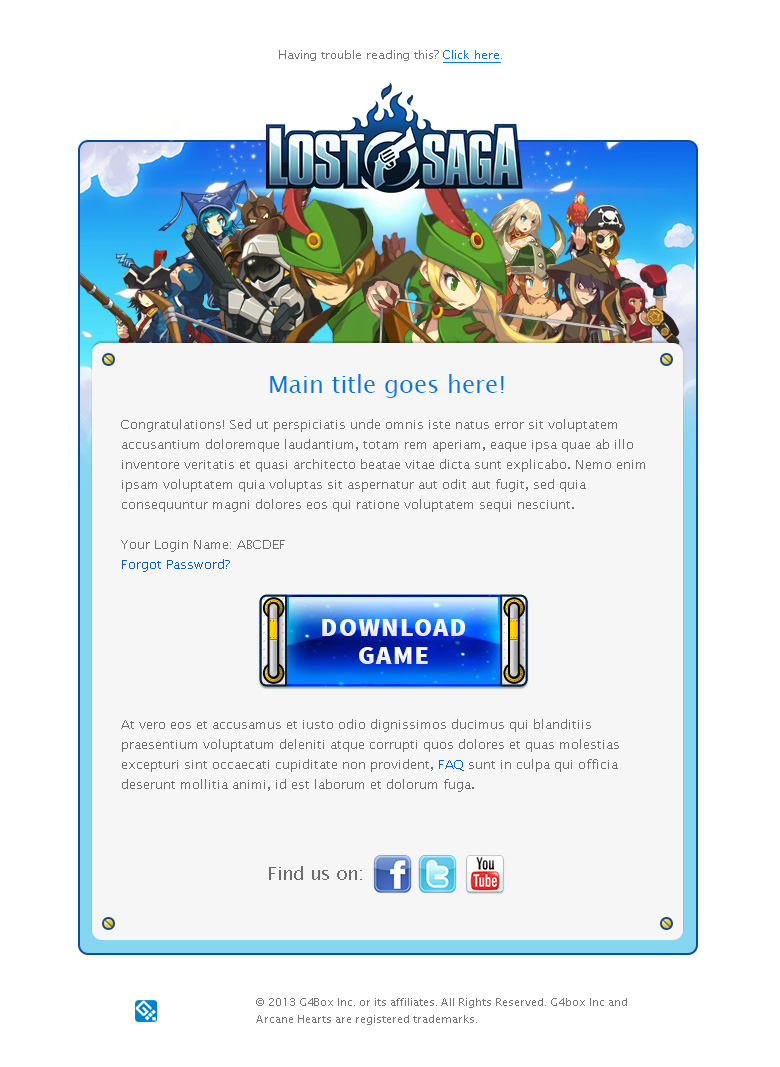 Having trouble reading this? Click here.
LOST SAGA
Main title goes here!
Congratulations! Sed ut perspiciatis unde omnis iste natus error sit voluptatem
accusantium doloremque laudantium, totam rem aperiam, eaque ipsa quae ab illo
inventore veritatis et quasi architecto beatae vitae dicta sunt explicabo. Nemo enim
ipsam voluptatem quia voluptas sit aspernatur aut odit aut fugit, sed quia
consequuntur magni dolores eos qui ratione voluptatem sequi nesciunt.
Your Login Name: ABCDEF
Forgot Password?
DOWNLOAD
GAME
At vero eos et accusamus et iusto odio dignissimos ducimus qui blanditiis
praesentium voluptatum deleniti atque corrupti quos dolores et quas molestias
excepturi sint occaecati cupiditate non provident, FAQ sunt in culpa qui officia
deserunt mollitia animi, id est laborum et dolorum fuga.
Find us on: f t You
Tube
© 2013 G4Box Inc. or its affiliates. All Rights Reserved. G4box Inc and
Arcane Hearts are registered trademarks.